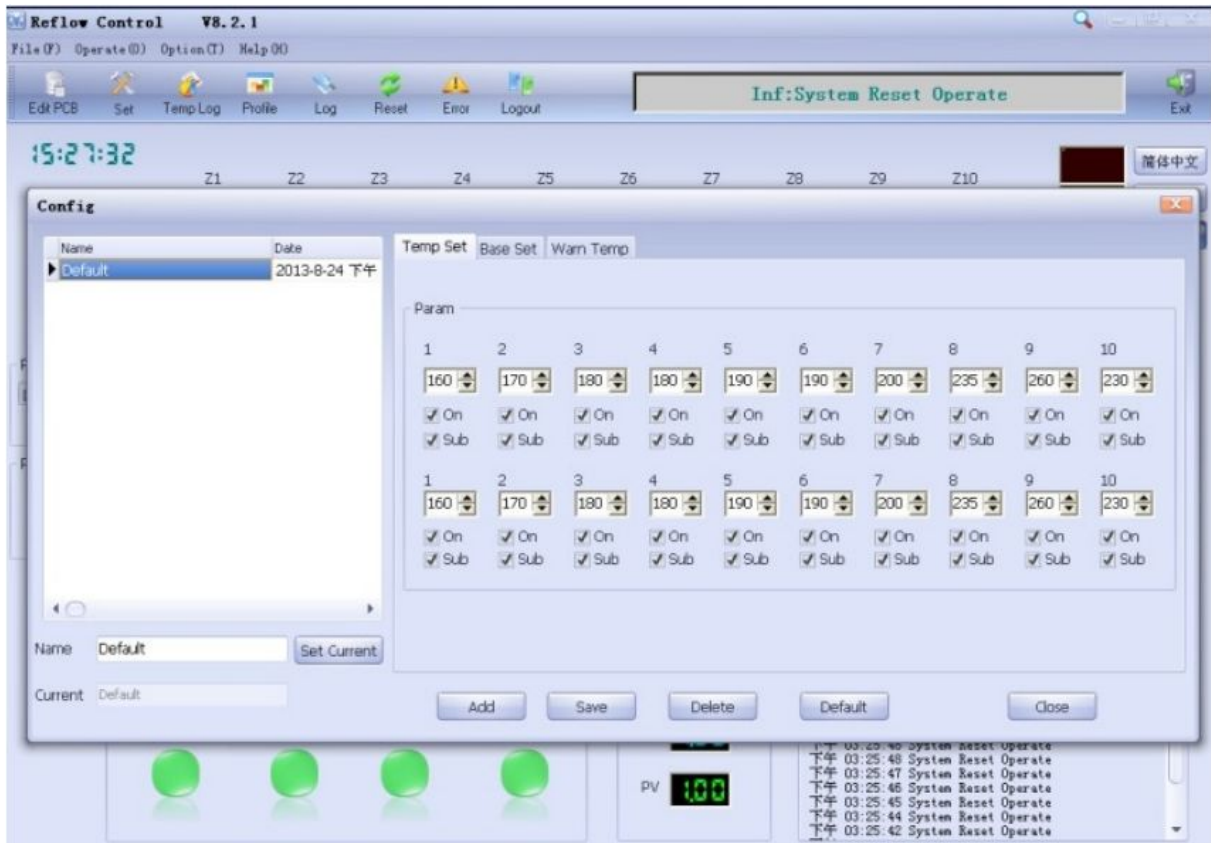 Reflow Control V8.2.1
File(F) Operate(O) Option(T) Help(H)
Edit PCB Set Temp Log Profile Log Reset Error Logout
Inf:System Reset Operate
Exit
15:27:32
简体中文
Z1 Z2 Z3 Z4 Z5 Z6 Z7 Z8 Z9 Z10
Config
Name Date
Default 2013-8-24 下午
Temp Set Base Set Warn Temp
Param
1 2 3 4 5 6 7 8 9 10
160 170 180 180 190 190 200 235 260 230
On On On On On On On On On On
Sub Sub Sub Sub Sub Sub Sub Sub Sub Sub
1 2 3 4 5 6 7 8 9 10
160 170 180 180 190 190 200 235 260 230
On On On On On On On On On On
Sub Sub Sub Sub Sub Sub Sub Sub Sub Sub
Name Default Set Current
Current Default
Add Save Delete Default Close
PV 1.00
下午 03:25:48 System Reset Operate
下午 03:25:47 System Reset Operate
下午 03:25:46 System Reset Operate
下午 03:25:45 System Reset Operate
下午 03:25:44 System Reset Operate
下午 03:25:42 System Reset Operate